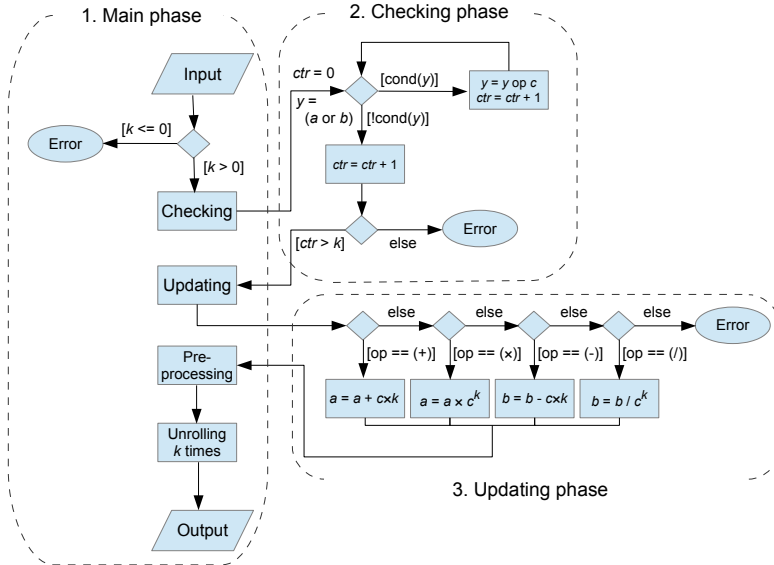 1. Main phase
Input
[k <= 0]
Error
[k > 0]
Checking
Updating
Pre-
processing
Unrolling
k times
Output
2. Checking phase
ctr = 0
y =
(a or b)
[cond(y)]
y = y op c
ctr = ctr + 1
[!cond(y)]
ctr = ctr + 1
[ctr > k]
else
Error
else
else
else
else
Error
[op == (+)]
[op == (×)]
[op == (-)]
[op == (/)]
a = a + c×k
a = a × c^k
b = b - c×k
b = b / c^k
3. Updating phase